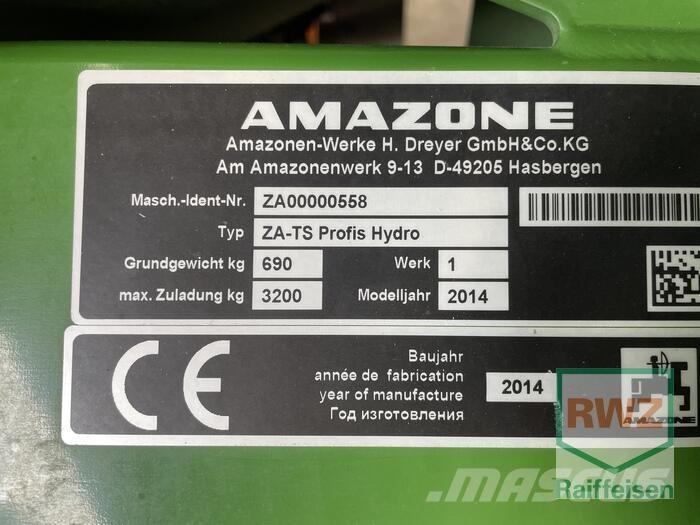 AMAZONE
Amazonen-Werke H. Dreyer GmbH&Co.KG
Am Amazonenwerk 9-13 D-49205 Hasbergen
Masch.-Ident-Nr. ZA00000558
Typ ZA-TS Profis Hydro
Grundgewicht kg 690 Werk 1
max. Zuladung kg 3200 Modelljahr 2014
CE
Baujahr
année de fabrication
year of manufacture
Год изготовления
2014
RWZ
AMAZONE
MASCUS
Raiffeisen